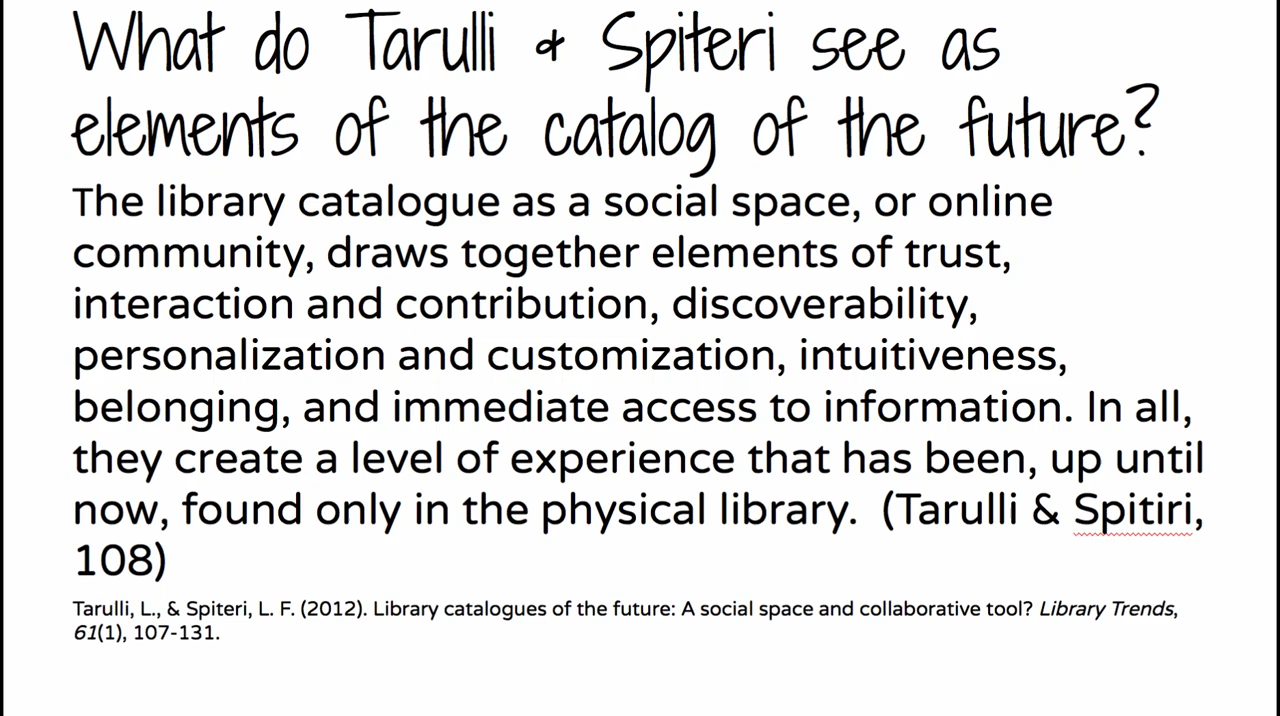 What do Tarulli & Spiteri see as
elements of the catalog of the future?
The library catalogue as a social space, or online
community, draws together elements of trust,
interaction and contribution, discoverability,
personalization and customization, intuitiveness,
belonging, and immediate access to information. In all,
they create a level of experience that has been, up until
now, found only in the physical library.  (Tarulli & Spitiri,
108)
Tarulli, L., & Spiteri, L. F. (2012). Library catalogues of the future: A social space and collaborative tool? Library Trends,
61(1), 107-131.